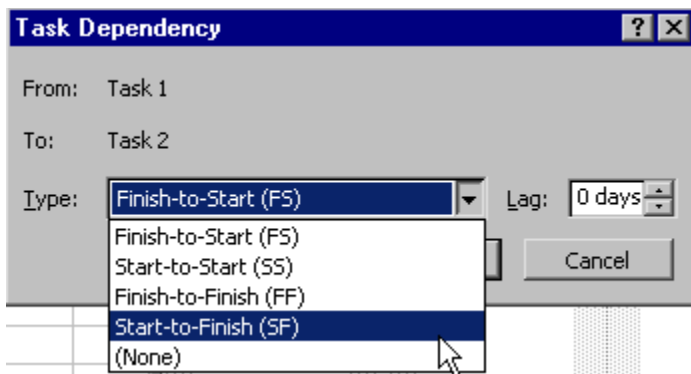 Task Dependency
From: Task 1
To: Task 2
Type: Finish-to-Start (FS) Lag: 0 days
Finish-to-Start (FS)
Start-to-Start (SS)
Finish-to-Finish (FF)
Start-to-Finish (SF)
(None)
Cancel